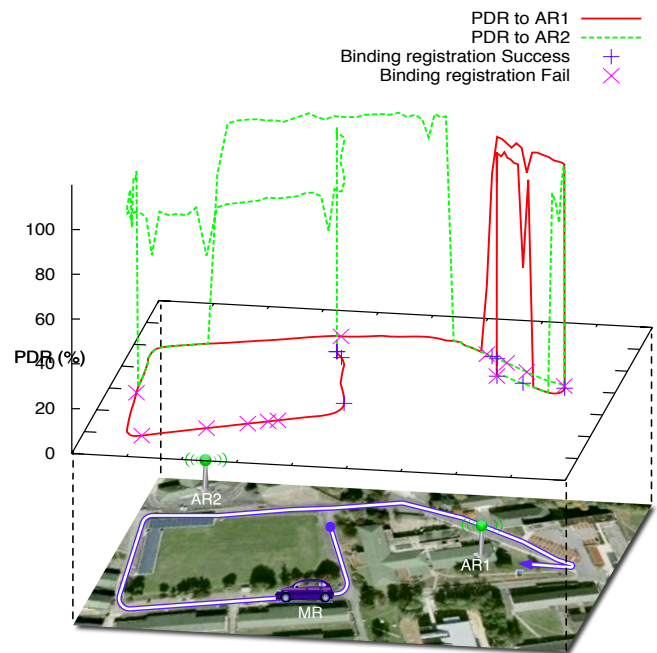 PDR to AR1
PDR to AR2
Binding registration Success
Binding registration Fail
100
80
60
PDR (%)
40
20
0
AR2
AR1
MR